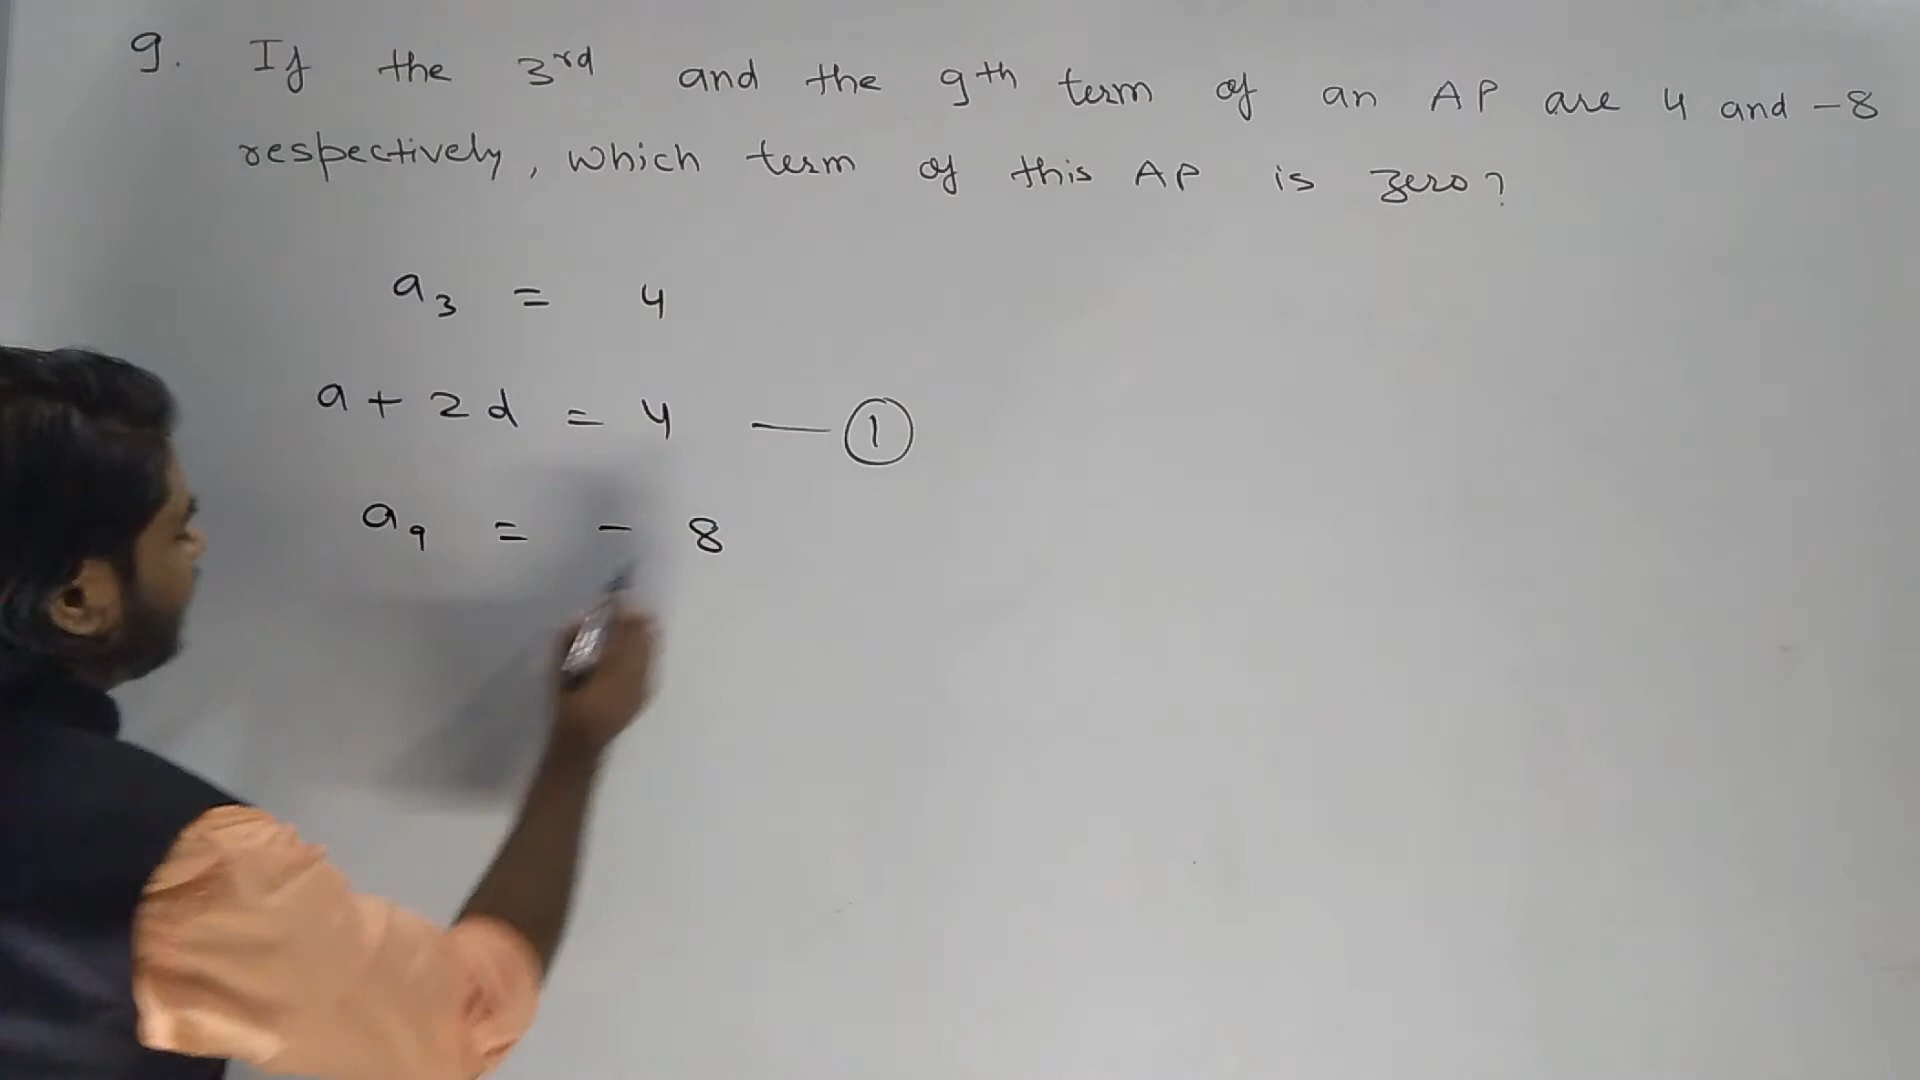 9. If the 3rd and the 9th term of an AP are 4 and -8
respectively, which term of this AP is zero?
a3 = 4
a + 2d = 4 — ①
a9 = - 8